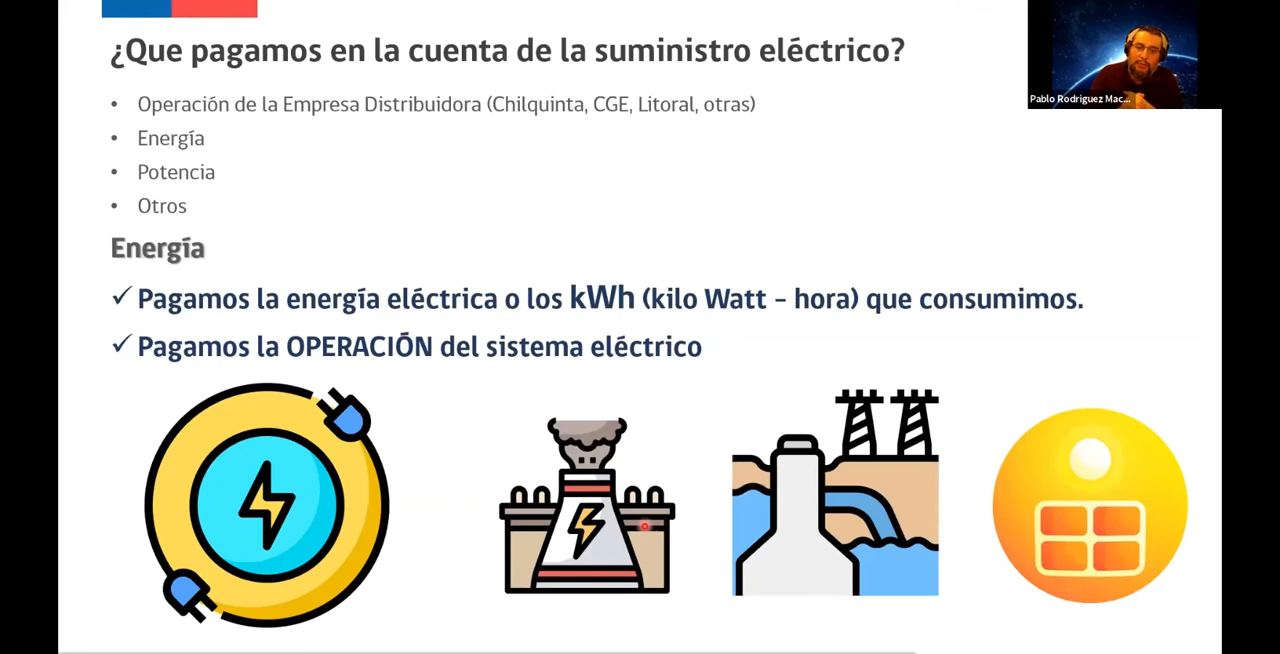 ¿Que pagamos en la cuenta de la suministro eléctrico?
Pablo Rodriguez Mac...
• Operación de la Empresa Distribuidora (Chilquinta, CGE, Litoral, otras)
• Energía
• Potencia
• Otros
Energía
✓ Pagamos la energía eléctrica o los kWh (kilo Watt – hora) que consumimos.
✓ Pagamos la OPERACIÓN del sistema eléctrico